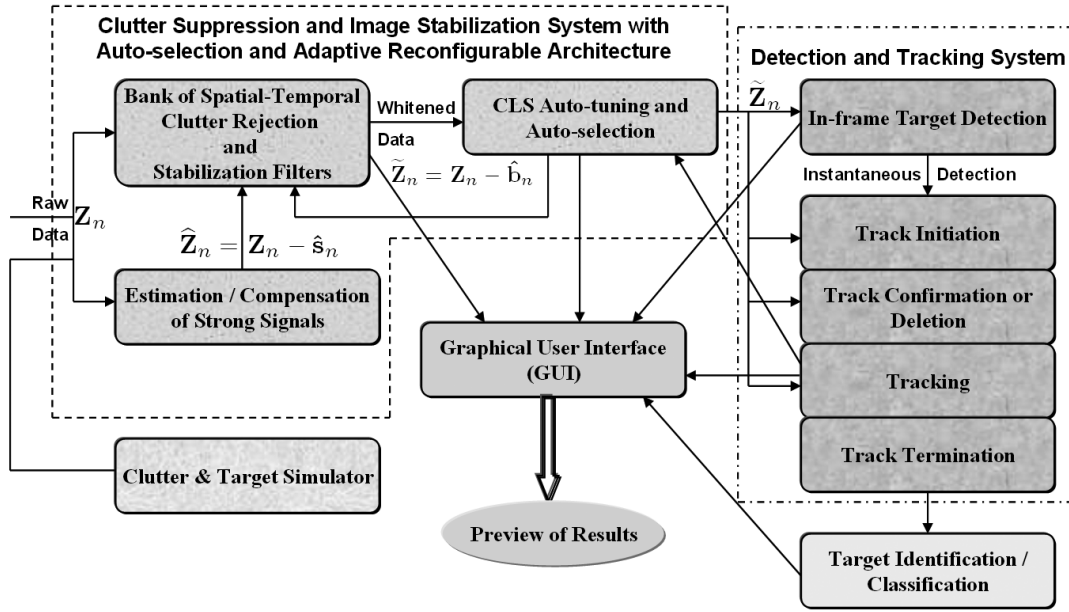 Clutter Suppression and Image Stabilization System with
Auto-selection and Adaptive Reconfigurable Architecture
Detection and Tracking System
Bank of Spatial-Temporal
Clutter Rejection
and
Stabilization Filters
Whitened
Data
CLS Auto-tuning and
Auto-selection
Z̃ₙ
In-frame Target Detection
Z̃ₙ = Zₙ − b̂ₙ
Instantaneous Detection
Raw
Data
Zₙ
Ẑₙ = Zₙ − ŝₙ
Track Initiation
Estimation / Compensation
of Strong Signals
Track Confirmation or
Deletion
Graphical User Interface
(GUI)
Tracking
Clutter & Target Simulator
Track Termination
Preview of Results
Target Identification /
Classification